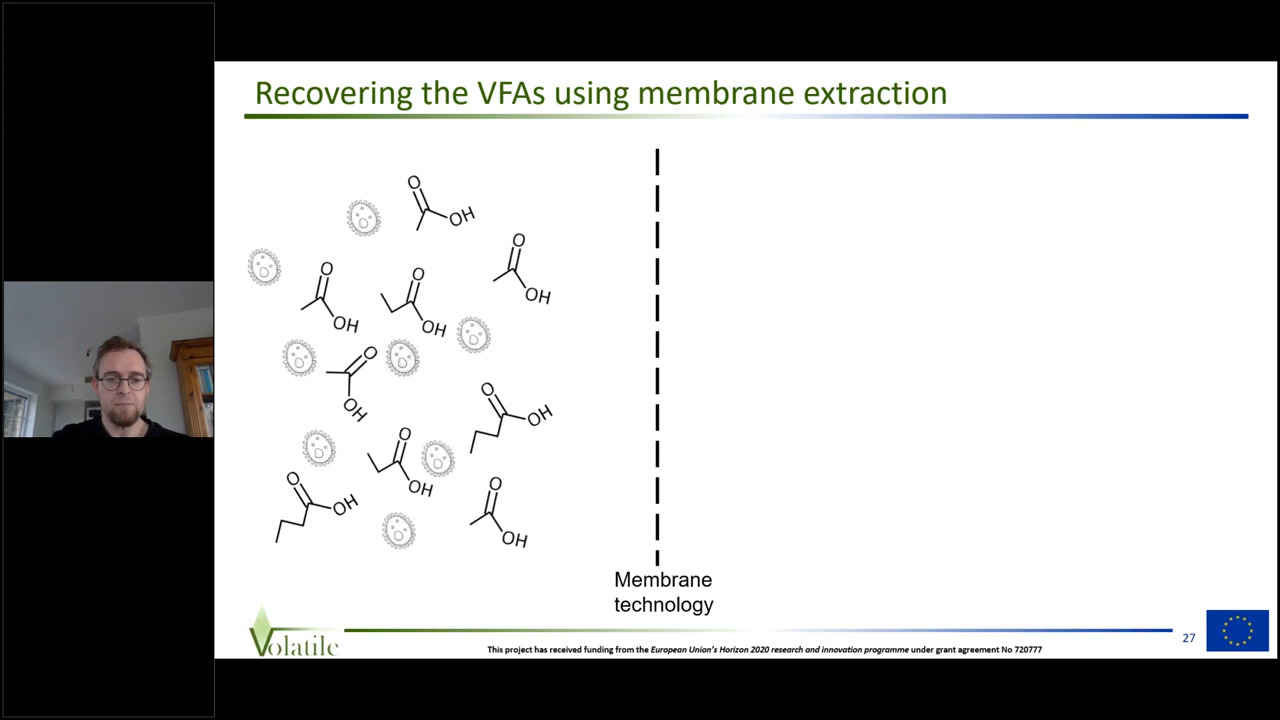 Recovering the VFAs using membrane extraction
O
OH
O
OH
O
OH
O
OH
O
OH
O
OH
O
OH
O
OH
O
OH
Membrane
technology
Volatile
This project has received funding from the European Union's Horizon 2020 research and innovation programme under grant agreement No 720777
27